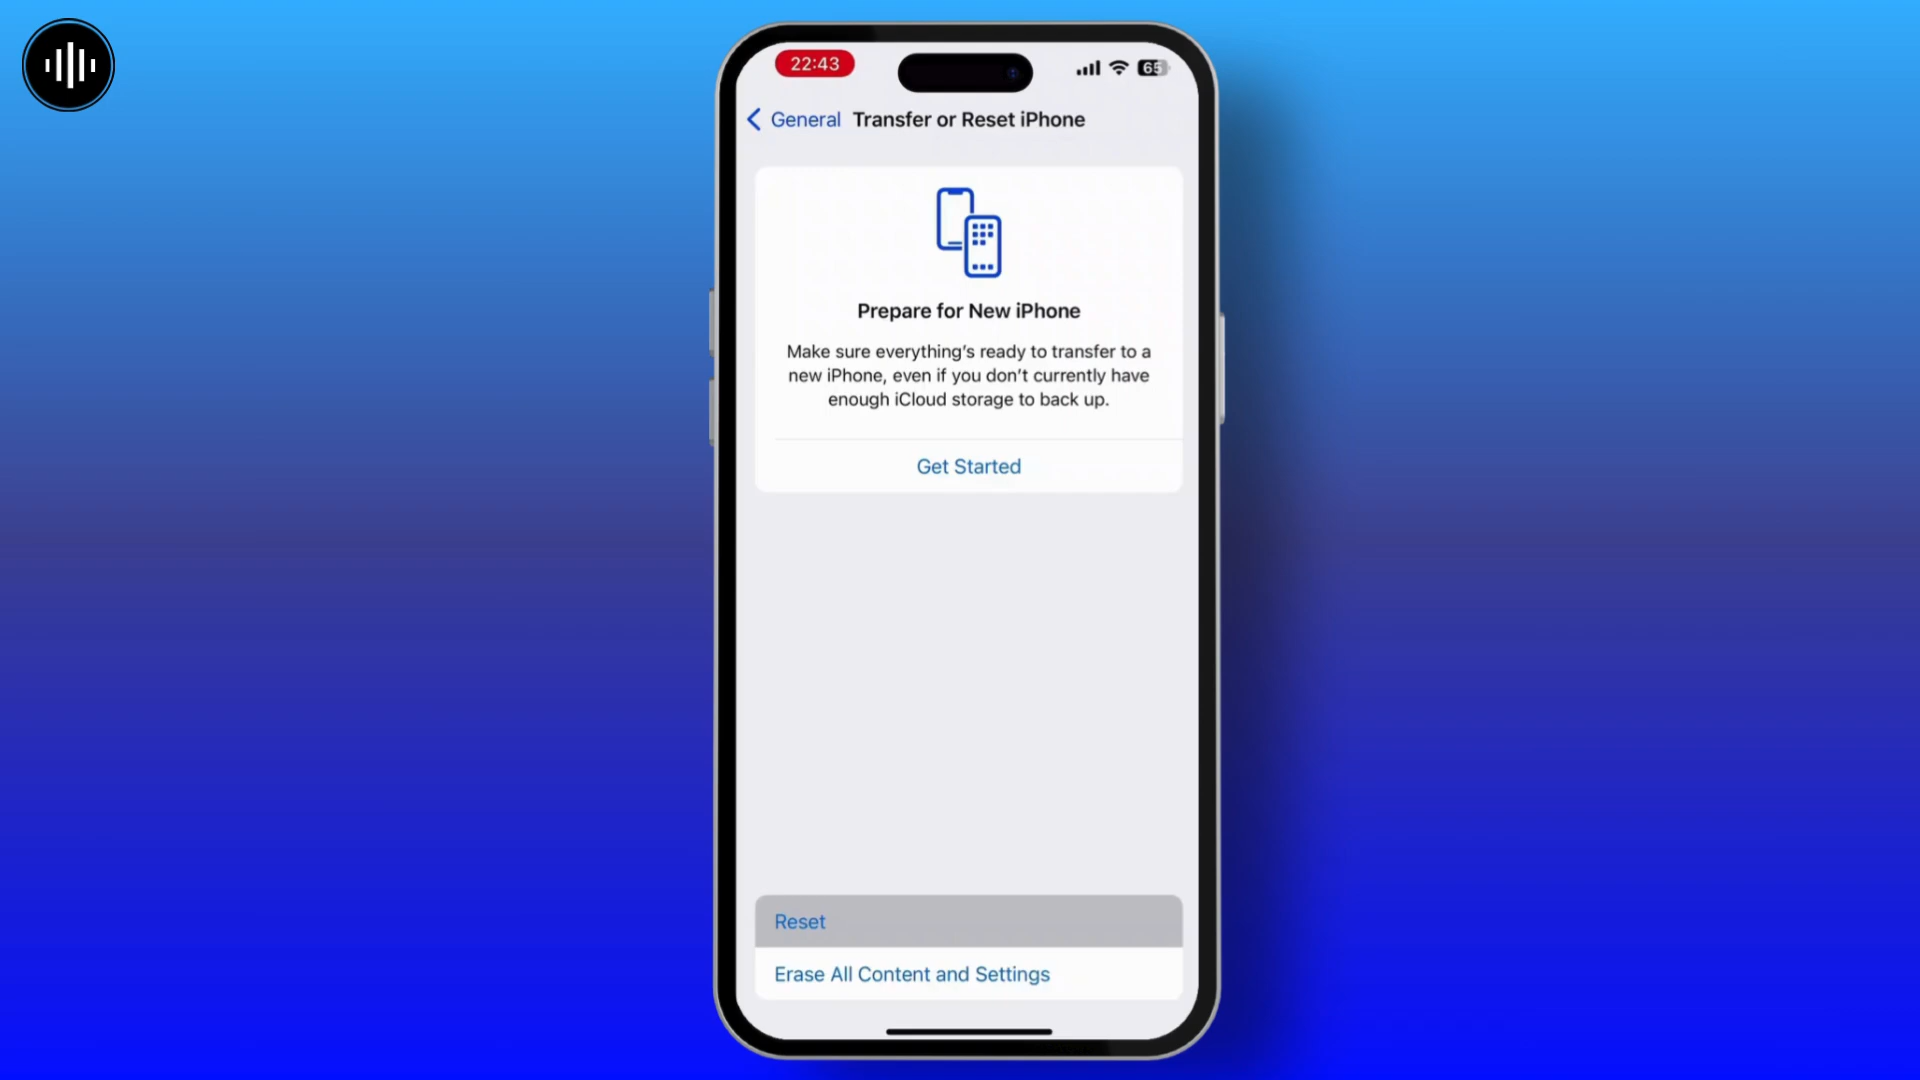 22:43
65
General Transfer or Reset iPhone
Prepare for New iPhone
Make sure everything's ready to transfer to a
new iPhone, even if you don't currently have
enough iCloud storage to back up.
Get Started
Reset
Erase All Content and Settings